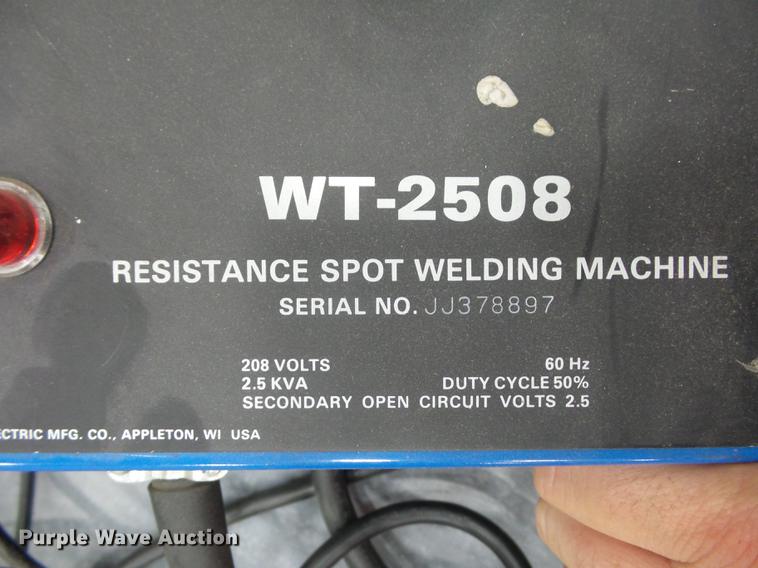 WT-2508
RESISTANCE SPOT WELDING MACHINE
SERIAL NO. JJ378897
208 VOLTS 60 Hz
2.5 KVA DUTY CYCLE 50%
SECONDARY OPEN CIRCUIT VOLTS 2.5
MFG. CO., APPLETON, WI USA
Purple Wave Auction